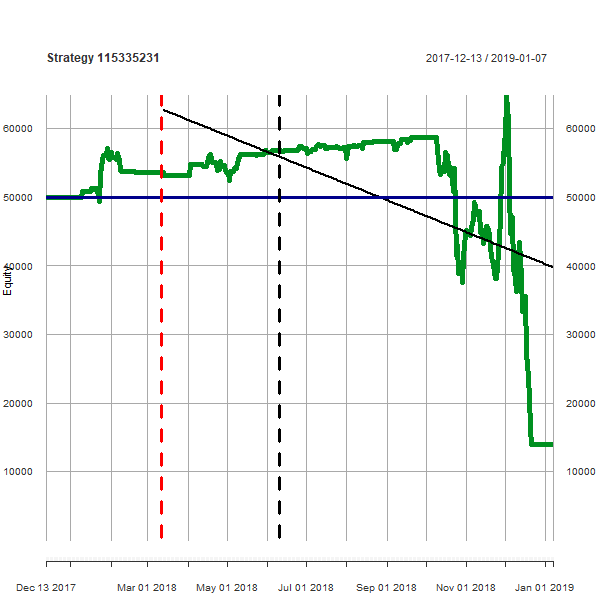 Strategy 115335231
2017-12-13 / 2019-01-07
60000
60000
50000
50000
40000
40000
Equity
30000
30000
20000
20000
10000
10000
Dec 13 2017
Mar 01 2018
May 01 2018
Jul 01 2018
Sep 01 2018
Nov 01 2018
Jan 01 2019